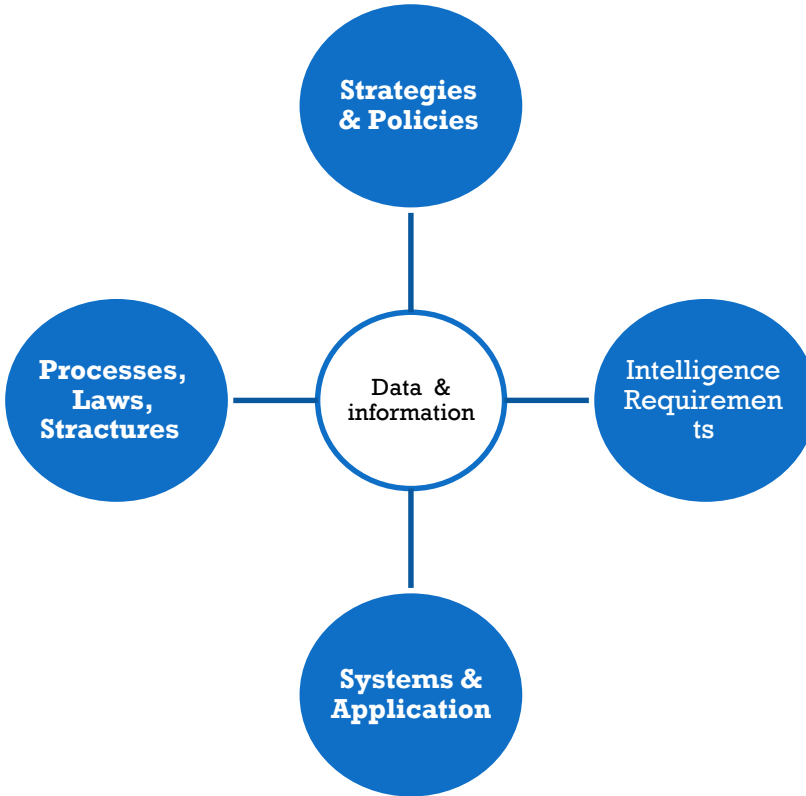 Strategies
& Policies
Processes,
Laws,
Stractures
Data & 
information
Intelligence
Requiremen
ts
Systems &
Application